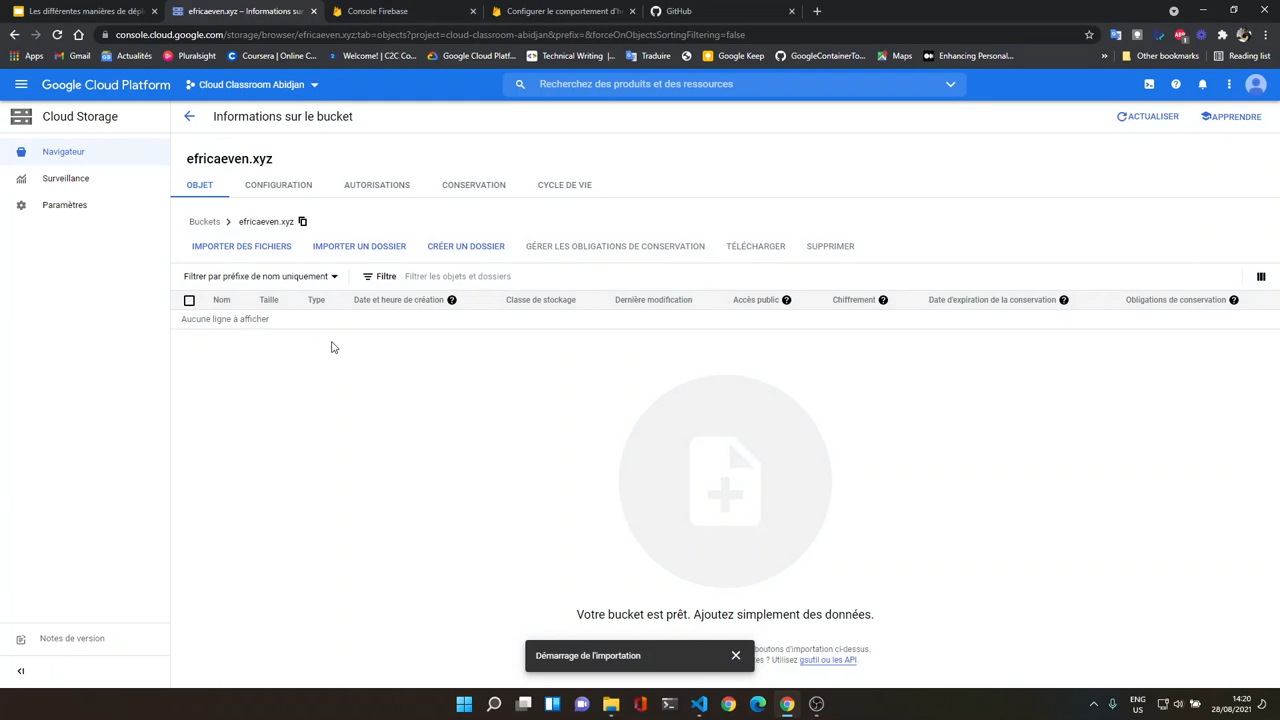 Les différentes manières de dépl
efricaeven.xyz – Informations sur
Console Firebase
Configurer le comportement d'h
GitHub
console.cloud.google.com/storage/browser/efricaeven.xyz;tab=objects?project=cloud-classroom-abidjan&prefix=&forceOnObjectsSortingFiltering=false
Apps
Gmail
Actualités
Pluralsight
Coursera | Online C...
Welcome! | C2C Co...
Google Cloud Platfo...
Technical Writing |...
Traduire
Google Keep
GoogleContainerTo...
Maps
Enhancing Personal...
Other bookmarks
Reading list
Google Cloud Platform
Cloud Classroom Abidjan
Recherchez des produits et des ressources
Cloud Storage
Informations sur le bucket
ACTUALISER
APPRENDRE
Navigateur
Surveillance
Paramètres
efricaeven.xyz
OBJET
CONFIGURATION
AUTORISATIONS
CONSERVATION
CYCLE DE VIE
Buckets
efricaeven.xyz
IMPORTER DES FICHIERS
IMPORTER UN DOSSIER
CRÉER UN DOSSIER
GÉRER LES OBLIGATIONS DE CONSERVATION
TÉLÉCHARGER
SUPPRIMER
Filtrer par préfixe de nom uniquement
Filtre
Filtrer les objets et dossiers
Nom
Taille
Type
Date et heure de création
Classe de stockage
Dernière modification
Accès public
Chiffrement
Date d'expiration de la conservation
Obligations de conservation
Aucune ligne à afficher
Votre bucket est prêt. Ajoutez simplement des données.
boutons d'importation ci-dessus.
tes ? Utilisez gsutil ou les API.
Démarrage de l'importation
Notes de version
ENG
US
14:20
28/08/2021